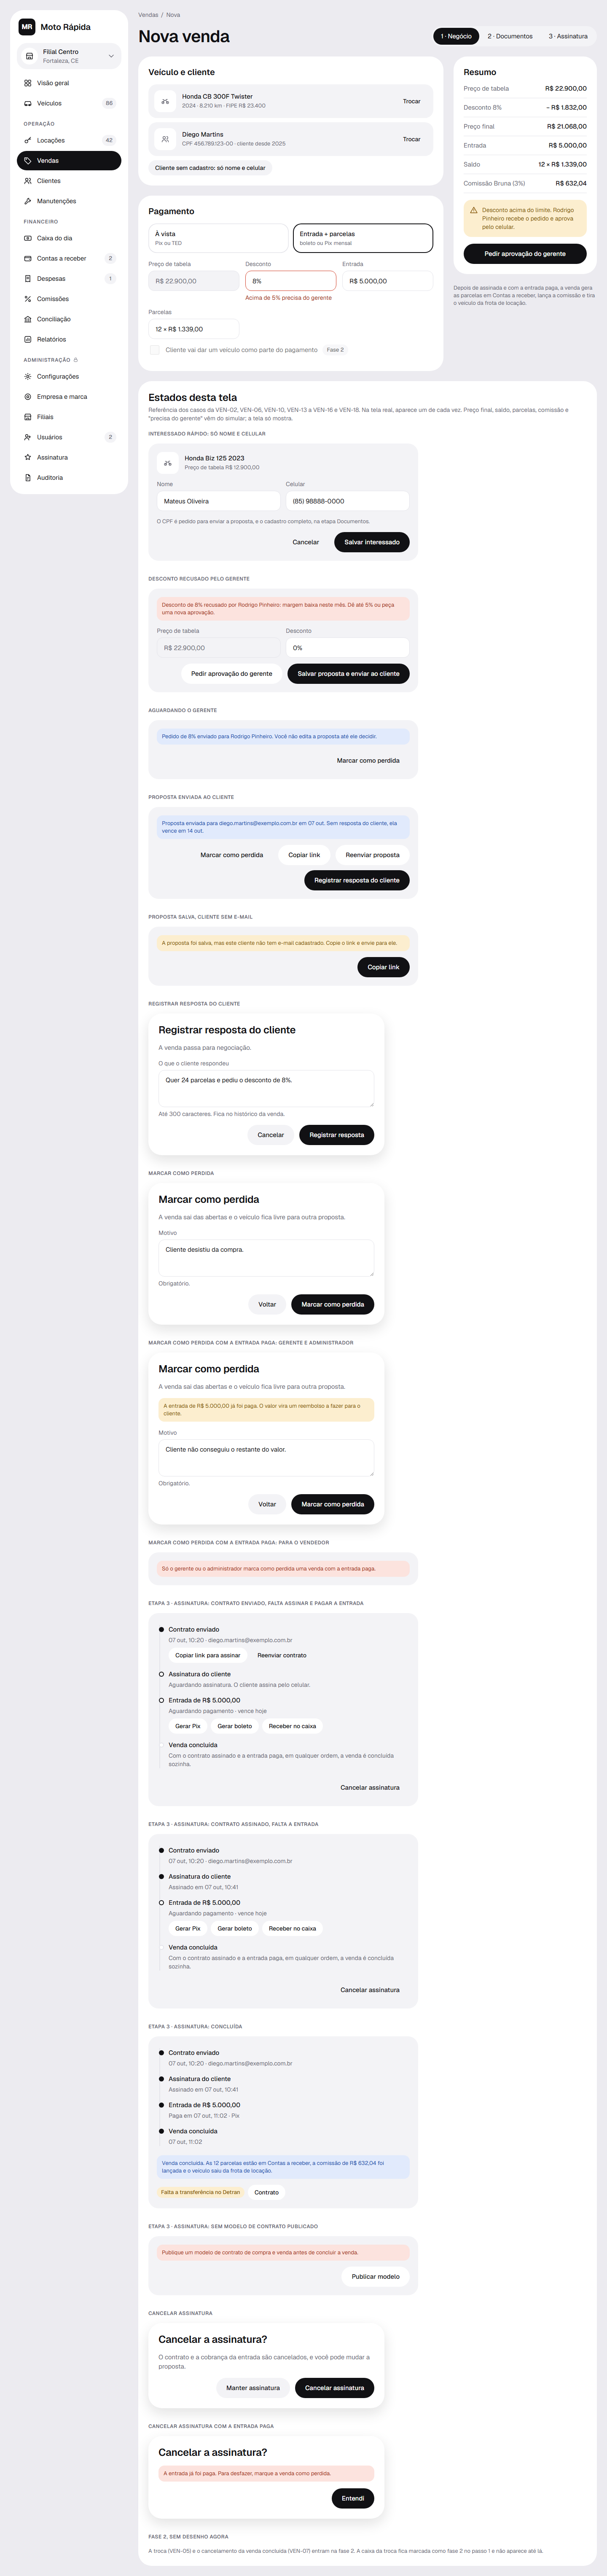 MR
Moto Rápida
Filial Centro
Fortaleza, CE
Visão geral
Veículos
86
OPERAÇÃO
Locações
42
Vendas
Clientes
Manutenções
FINANCEIRO
Caixa do dia
Contas a receber
2
Despesas
1
Comissões
Conciliação
Relatórios
ADMINISTRAÇÃO
Configurações
Empresa e marca
Filiais
Usuários
2
Assinatura
Auditoria
Vendas / Nova
Nova venda
1 · Negócio
2 · Documentos
3 · Assinatura
Veículo e cliente
Honda CB 300F Twister
2024 · 8.210 km · FIPE R$ 23.400
Trocar
Diego Martins
CPF 456.789.123-00 · cliente desde 2025
Trocar
Cliente sem cadastro: só nome e celular
Pagamento
À vista
Pix ou TED
Entrada + parcelas
boleto ou Pix mensal
Preço de tabela
R$ 22.900,00
Desconto
8%
Acima de 5% precisa do gerente
Entrada
R$ 5.000,00
Parcelas
12 × R$ 1.339,00
Cliente vai dar um veículo como parte do pagamento
Fase 2
Resumo
Preço de tabela
R$ 22.900,00
Desconto 8%
− R$ 1.832,00
Preço final
R$ 21.068,00
Entrada
R$ 5.000,00
Saldo
12 × R$ 1.339,00
Comissão Bruna (3%)
R$ 632,04
Desconto acima do limite. Rodrigo
Pinheiro recebe o pedido e aprova
pelo celular.
Pedir aprovação do gerente
Depois de assinada e com a entrada paga, a venda gera
as parcelas em Contas a receber, lança a comissão e tira
o veículo da frota de locação.
Estados desta tela
Referência dos casos da VEN-02, VEN-06, VEN-10, VEN-13 a VEN-16 e VEN-18. Na tela real, aparece um de cada vez. Preço final, saldo, parcelas, comissão e
"precisa do gerente" vêm do simular; a tela só mostra.
INTERESSADO RÁPIDO: SÓ NOME E CELULAR
Honda Biz 125 2023
Preço de tabela R$ 12.900,00
Nome
Mateus Oliveira
Celular
(85) 98888-0000
O CPF é pedido para enviar a proposta, e o cadastro completo, na etapa Documentos.
Cancelar
Salvar interessado
DESCONTO RECUSADO PELO GERENTE
Desconto de 8% recusado por Rodrigo Pinheiro: margem baixa neste mês. Dê até 5% ou peça
uma nova aprovação.
Preço de tabela
R$ 22.900,00
Desconto
0%
Pedir aprovação do gerente
Salvar proposta e enviar ao cliente
AGUARDANDO O GERENTE
Pedido de 8% enviado para Rodrigo Pinheiro. Você não edita a proposta até ele decidir.
Marcar como perdida
PROPOSTA ENVIADA AO CLIENTE
Proposta enviada para diego.martins@exemplo.com.br em 07 out. Sem resposta do cliente, ela
vence em 14 out.
Marcar como perdida
Copiar link
Reenviar proposta
Registrar resposta do cliente
PROPOSTA SALVA, CLIENTE SEM E-MAIL
A proposta foi salva, mas este cliente não tem e-mail cadastrado. Copie o link e envie para ele.
Copiar link
REGISTRAR RESPOSTA DO CLIENTE
Registrar resposta do cliente
A venda passa para negociação.
O que o cliente respondeu
Quer 24 parcelas e pediu o desconto de 8%.
Até 300 caracteres. Fica no histórico da venda.
Cancelar
Registrar resposta
MARCAR COMO PERDIDA
Marcar como perdida
A venda sai das abertas e o veículo fica livre para outra proposta.
Motivo
Cliente desistiu da compra.
Obrigatório.
Voltar
Marcar como perdida
MARCAR COMO PERDIDA COM A ENTRADA PAGA: GERENTE E ADMINISTRADOR
Marcar como perdida
A venda sai das abertas e o veículo fica livre para outra proposta.
A entrada de R$ 5.000,00 já foi paga. O valor vira um reembolso a fazer para o
cliente.
Motivo
Cliente não conseguiu o restante do valor.
Obrigatório.
Voltar
Marcar como perdida
MARCAR COMO PERDIDA COM A ENTRADA PAGA: PARA O VENDEDOR
Só o gerente ou o administrador marca como perdida uma venda com a entrada paga.
ETAPA 3 · ASSINATURA: CONTRATO ENVIADO, FALTA ASSINAR E PAGAR A ENTRADA
Contrato enviado
07 out, 10:20 · diego.martins@exemplo.com.br
Copiar link para assinar
Reenviar contrato
Assinatura do cliente
Aguardando assinatura. O cliente assina pelo celular.
Entrada de R$ 5.000,00
Aguardando pagamento · vence hoje
Gerar Pix
Gerar boleto
Receber no caixa
Venda concluída
Com o contrato assinado e a entrada paga, em qualquer ordem, a venda é concluída
sozinha.
Cancelar assinatura
ETAPA 3 · ASSINATURA: CONTRATO ASSINADO, FALTA A ENTRADA
Contrato enviado
07 out, 10:20 · diego.martins@exemplo.com.br
Assinatura do cliente
Assinado em 07 out, 10:41
Entrada de R$ 5.000,00
Aguardando pagamento · vence hoje
Gerar Pix
Gerar boleto
Receber no caixa
Venda concluída
Com o contrato assinado e a entrada paga, em qualquer ordem, a venda é concluída
sozinha.
Cancelar assinatura
ETAPA 3 · ASSINATURA: CONCLUÍDA
Contrato enviado
07 out, 10:20 · diego.martins@exemplo.com.br
Assinatura do cliente
Assinado em 07 out, 10:41
Entrada de R$ 5.000,00
Paga em 07 out, 11:02 · Pix
Venda concluída
07 out, 11:02
Venda concluída. As 12 parcelas estão em Contas a receber, a comissão de R$ 632,04 foi
lançada e o veículo saiu da frota de locação.
Falta a transferência no Detran
Contrato
ETAPA 3 · ASSINATURA: SEM MODELO DE CONTRATO PUBLICADO
Publique um modelo de contrato de compra e venda antes de concluir a venda.
Publicar modelo
CANCELAR ASSINATURA
Cancelar a assinatura?
O contrato e a cobrança da entrada são cancelados, e você pode mudar a
proposta.
Manter assinatura
Cancelar assinatura
CANCELAR ASSINATURA COM A ENTRADA PAGA
Cancelar a assinatura?
A entrada já foi paga. Para desfazer, marque a venda como perdida.
Entendi
FASE 2, SEM DESENHO AGORA
A troca (VEN-05) e o cancelamento da venda concluída (VEN-07) entram na fase 2. A caixa da troca fica marcada como fase 2 no passo 1 e não aparece até lá.